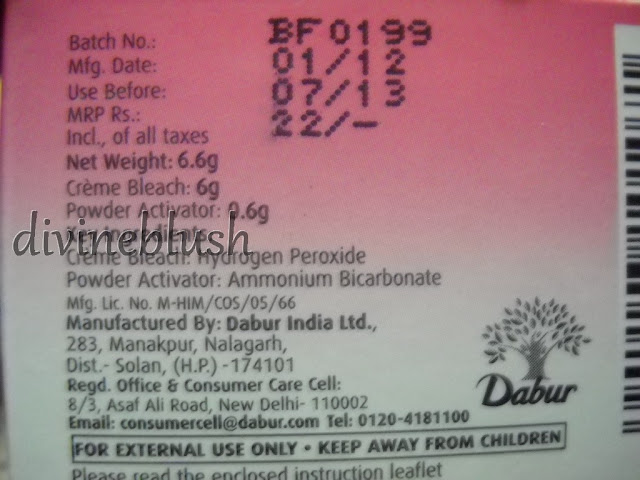 Batch No.: BF0199
Mfg. Date: 01/12
Use Before: 07/13
MRP Rs.: 22/-
Incl., of all taxes
Net Weight: 6.6g
Crème Bleach: 6g
Powder Activator: 0.6g
divineblush
Key Ingredients
Crème Bleach: Hydrogen Peroxide
Powder Activator: Ammonium Bicarbonate
Mfg. Lic. No. M-HIM/COS/05/66
Manufactured By: Dabur India Ltd.,
283, Manakpur, Nalagarh,
Dist.- Solan, (H.P.) -174101
Regd. Office & Consumer Care Cell:
8/3, Asaf Ali Road, New Delhi- 110002
Email: consumercell@dabur.com Tel: 0120-4181100
Dabur
FOR EXTERNAL USE ONLY • KEEP AWAY FROM CHILDREN
Please read the enclosed instruction leaflet